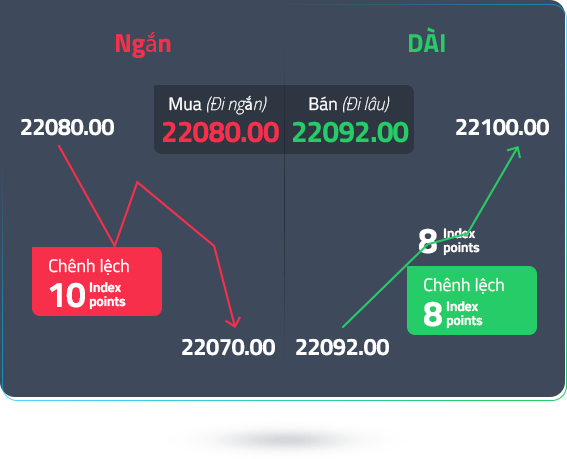 Ngắn
DÀI
Mua (Đi ngắn)
22080.00
Bán (Đi lâu)
22092.00
22080.00
22100.00
Chênh lệch
10 Index
points
8 Index
points
Chênh lệch
8 Index
points
22070.00
22092.00